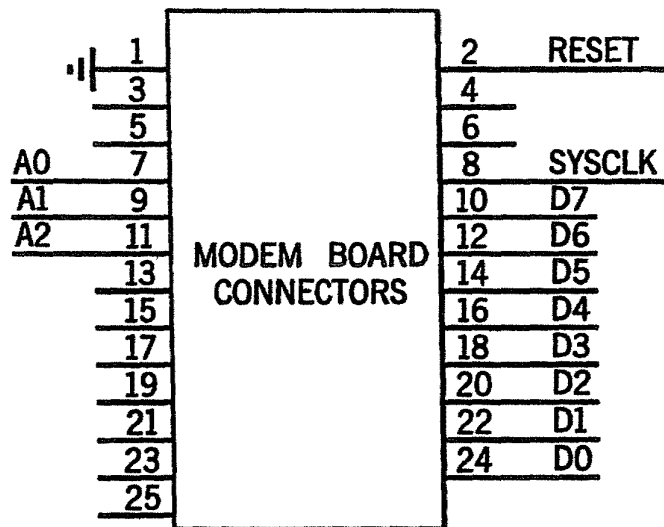 1 2 RESET
3 4
5 6
A0 7 8 SYSCLK
A1 9 10 D7
A2 11 12 D6
MODEM BOARD
13 14 D5
CONNECTORS
15 16 D4
17 18 D3
19 20 D2
21 22 D1
23 24 D0
25